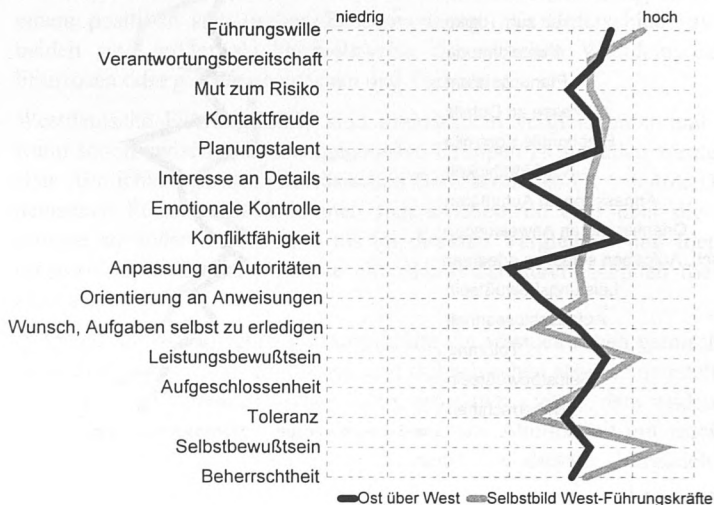 niedrig hoch
Führungswille
Verantwortungsbereitschaft
Mut zum Risiko
Kontaktfreude
Planungstalent
Interesse an Details
Emotionale Kontrolle
Konfliktfähigkeit
Anpassung an Autoritäten
Orientierung an Anweisungen
Wunsch, Aufgaben selbst zu erledigen
Leistungsbewußtsein
Aufgeschlossenheit
Toleranz
Selbstbewußtsein
Beherrschtheit
Ost über West Selbstbild West-Führungskräfte